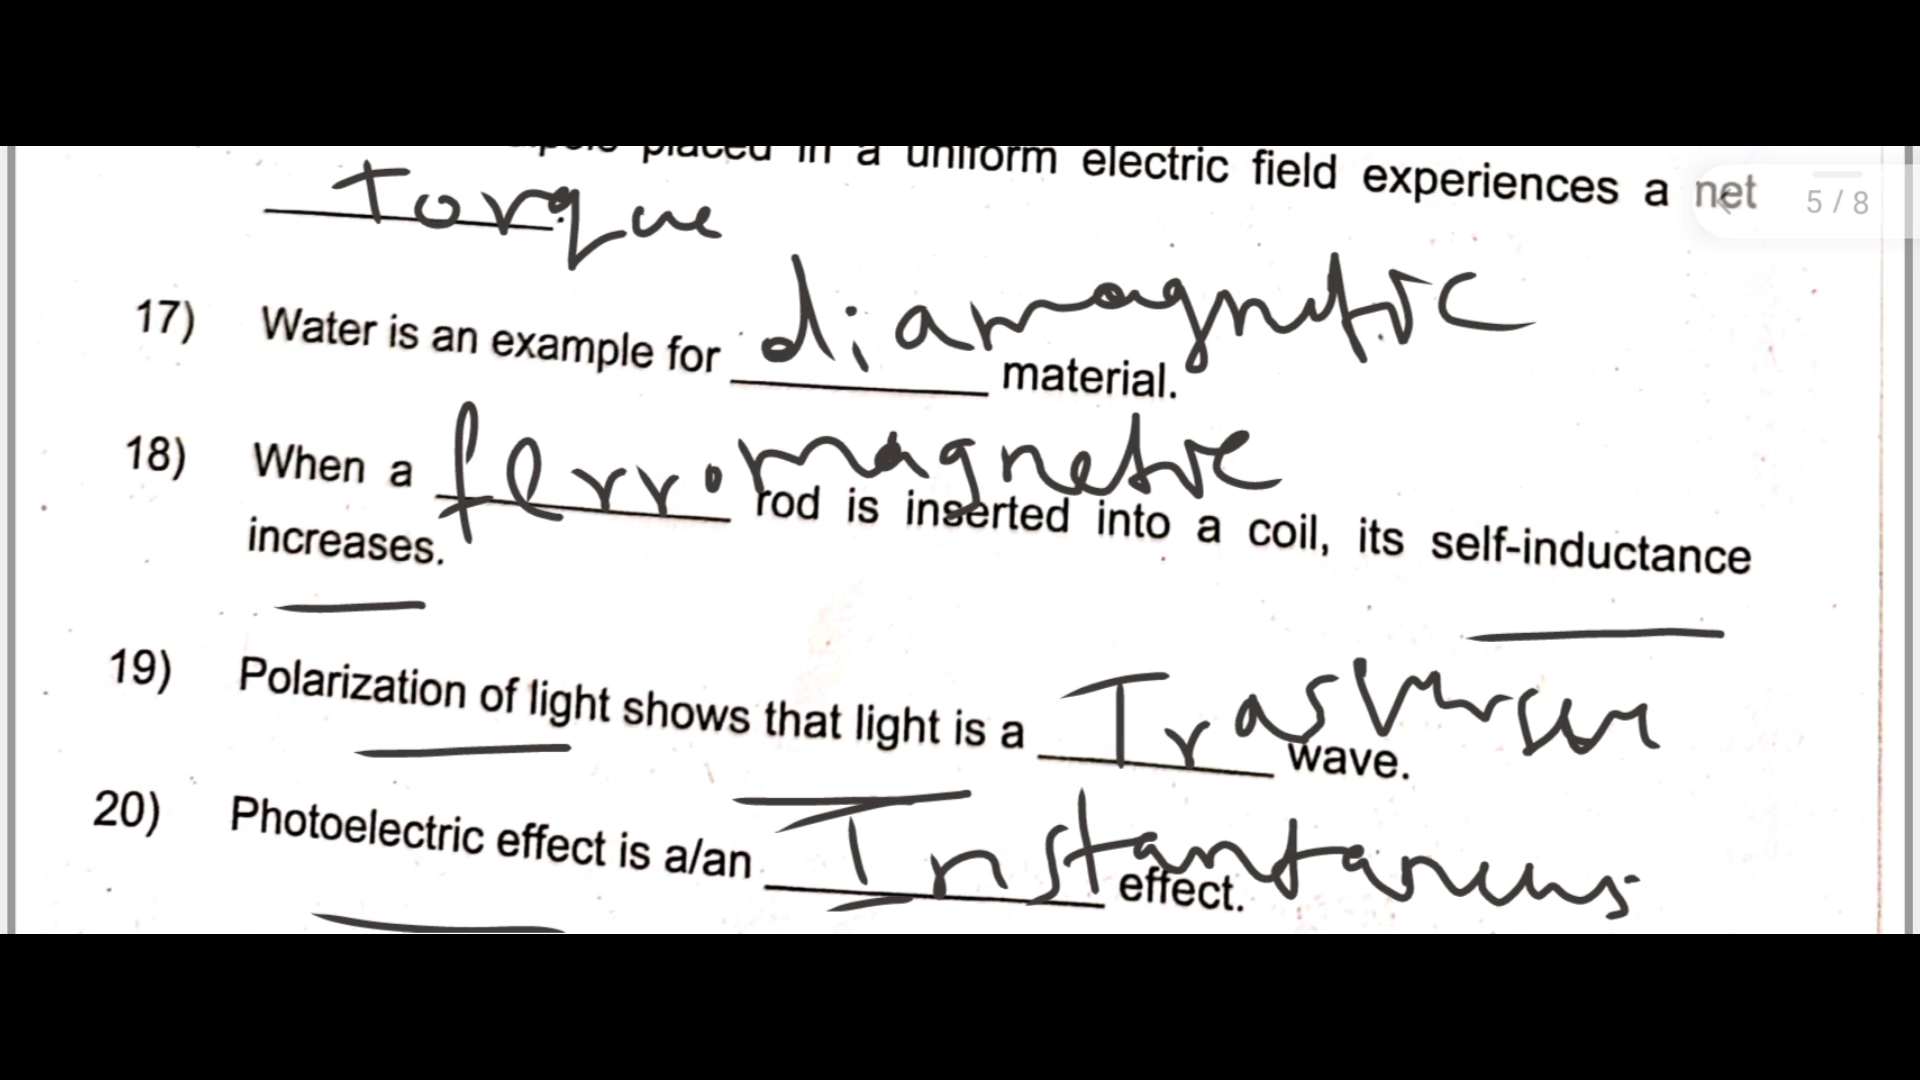 placed in a uniform electric field experiences a net
5 / 8
Torque
17) Water is an example for diamagnetic material.
18) When a ferromagnetic rod is inserted into a coil, its self-inductance
increases.
19) Polarization of light shows that light is a Trasverser wave.
20) Photoelectric effect is a/an Instantaneus effect.